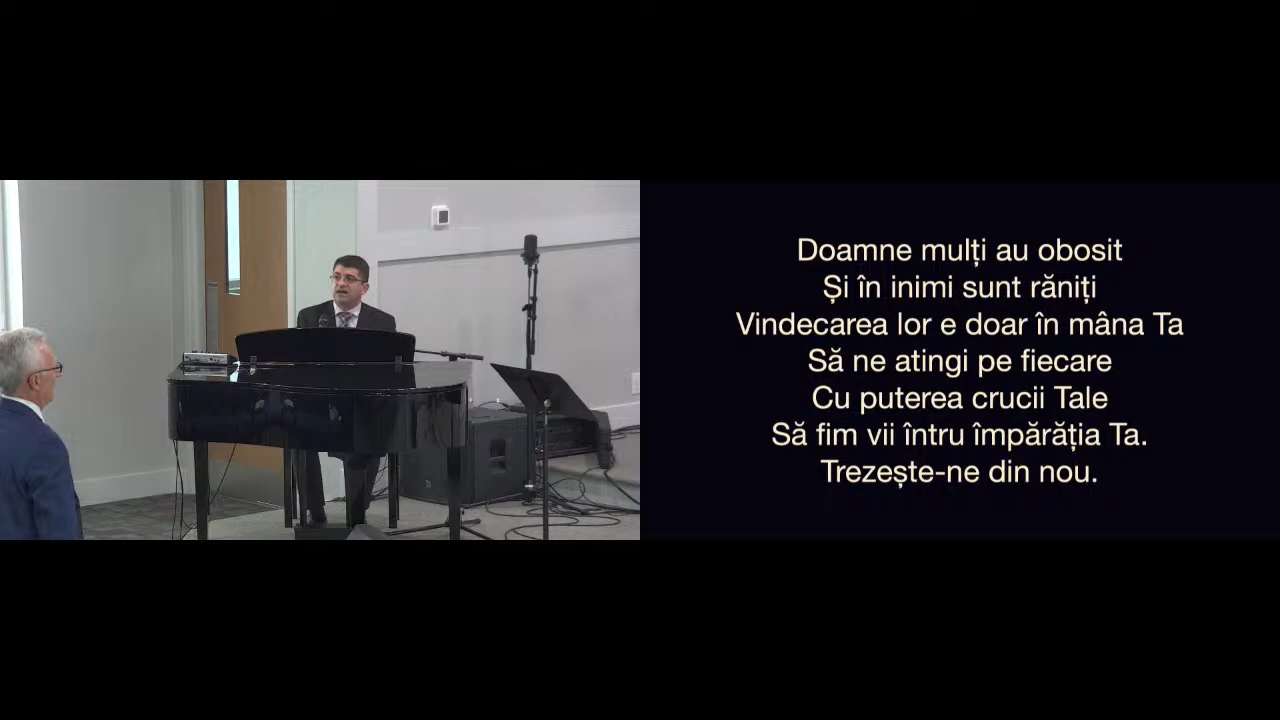 Doamne mulți au obosit
Și în inimi sunt răniți
Vindecarea lor e doar în mâna Ta
Să ne atingi pe fiecare
Cu puterea crucii Tale
Să fim vii întru împărăția Ta.
Trezește-ne din nou.